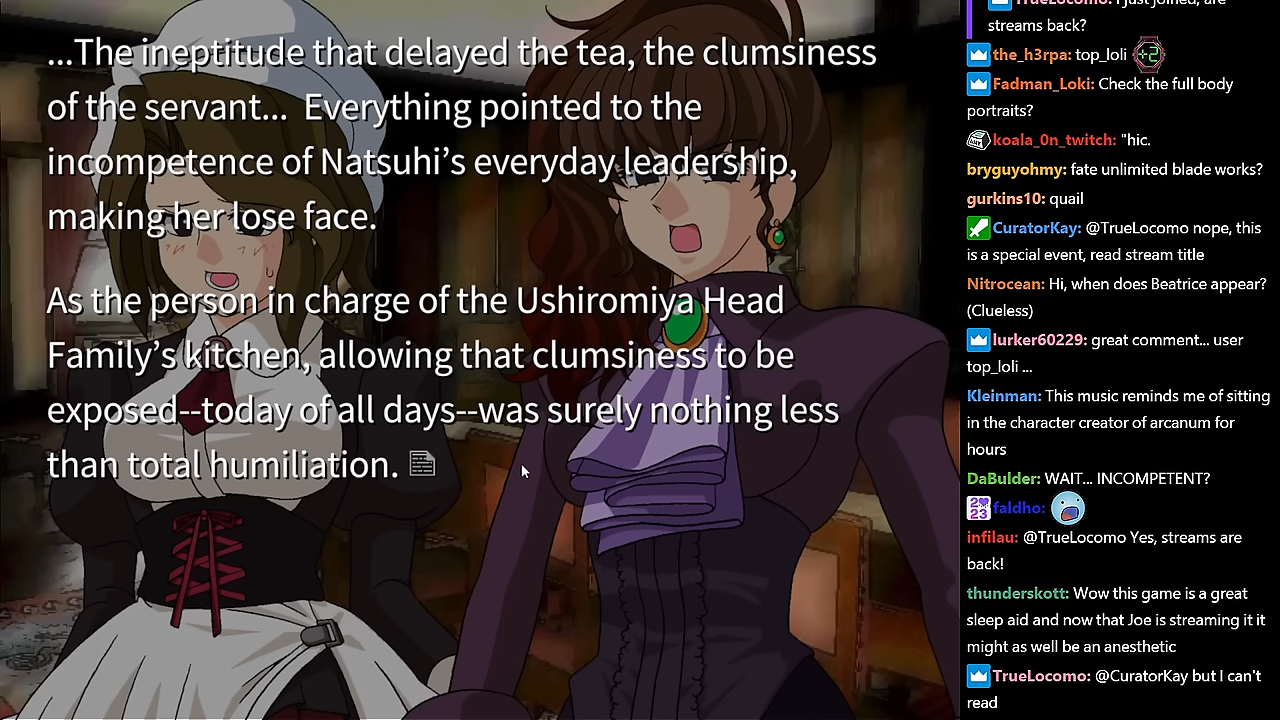 ...The ineptitude that delayed the tea, the clumsiness
of the servant...  Everything pointed to the
incompetence of Natsuhi's everyday leadership,
making her lose face.
As the person in charge of the Ushiromiya Head
Family's kitchen, allowing that clumsiness to be
exposed--today of all days--was surely nothing less
than total humiliation.
TrueLocomo: I just joined, are
streams back?
the_h3rpa: top_loli +2
Fadman_Loki: Check the full body
portraits?
koala_0n_twitch: "hic.
bryguyohmy: fate unlimited blade works?
gurkins10: quail
CuratorKay: @TrueLocomo nope, this
is a special event, read stream title
Nitrocean: Hi, when does Beatrice appear?
(Clueless)
lurker60229: great comment... user
top_loli ...
Kleinman: This music reminds me of sitting
in the character creator of arcanum for
hours
DaBulder: WAIT... INCOMPETENT?
2023 faldho:
infilau: @TrueLocomo Yes, streams are
back!
thunderskott: Wow this game is a great
sleep aid and now that Joe is streaming it it
might as well be an anesthetic
TrueLocomo: @CuratorKay but I can't
read